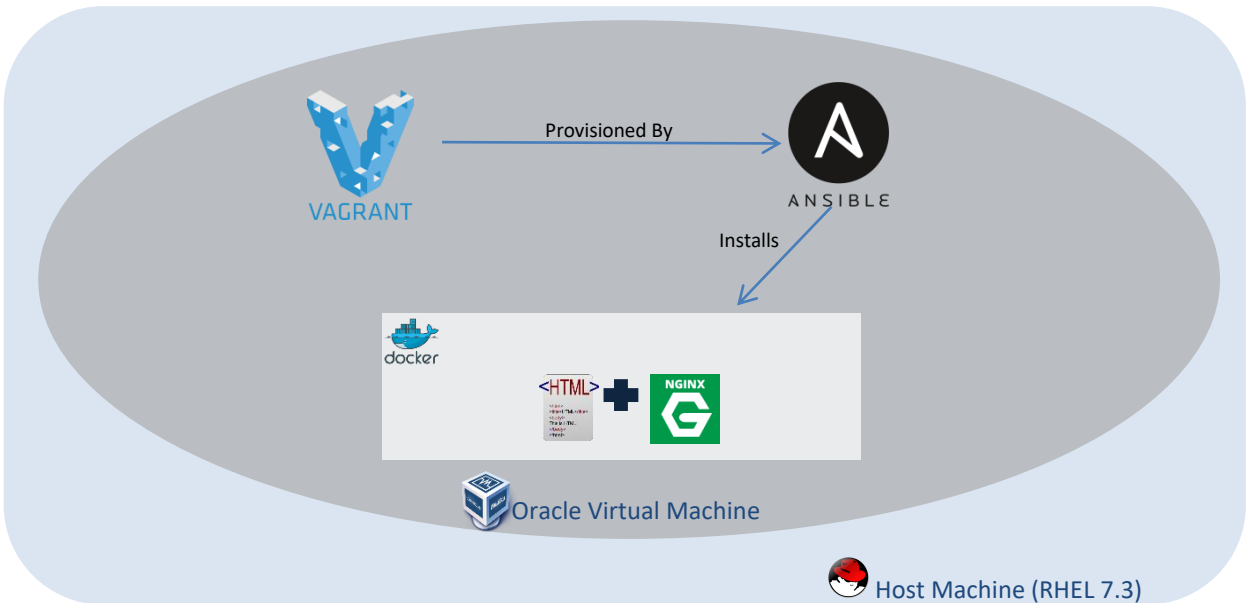 Provisioned By
VAGRANT
ANSIBLE
Installs
docker
<HTML>
NGINX
Oracle Virtual Machine
Host Machine (RHEL 7.3)